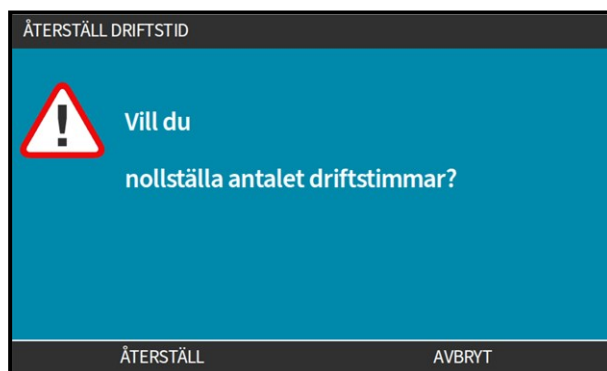 ÅTERSTÄLL DRIFTSTID
Vill du
nollställa antalet driftstimmar?
ÅTERSTÄLL AVBRYT